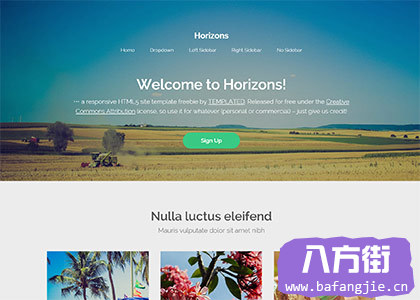 Horizons
Home Dropdown Left Sidebar Right Sidebar No Sidebar
Welcome to Horizons!
— a responsive HTML5 site template freebie by TEMPLATED. Released for free under the Creative
Commons Attribution license, so use it for whatever (personal or commercial) – just give us credit!
Sign Up
Nulla luctus eleifend
Mauris vulputate dolor sit amet nibh
八方街
www.bafangjie.cn